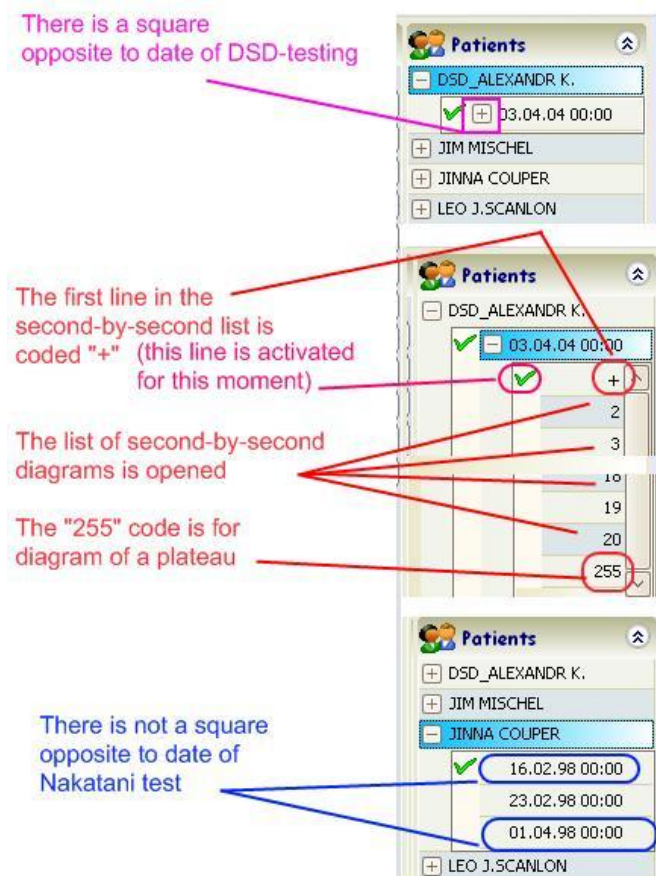 There is a square
opposite to date of DSD-testing
Patients
DSD_ALEXANDR K.
03.04.04 00:00
JIM MISCHEL
JINNA COUPER
LEO J.SCANLON
The first line in the
second-by-second list is
coded "+" (this line is activated
for this moment)
The list of second-by-second
diagrams is opened
The "255" code is for
diagram of a plateau
Patients
DSD_ALEXANDR K.
03.04.04 00:00
+
2
3
18
19
20
255
There is not a square
opposite to date of
Nakatani test
Patients
DSD_ALEXANDR K.
JIM MISCHEL
JINNA COUPER
16.02.98 00:00
23.02.98 00:00
01.04.98 00:00
LEO J.SCANLON